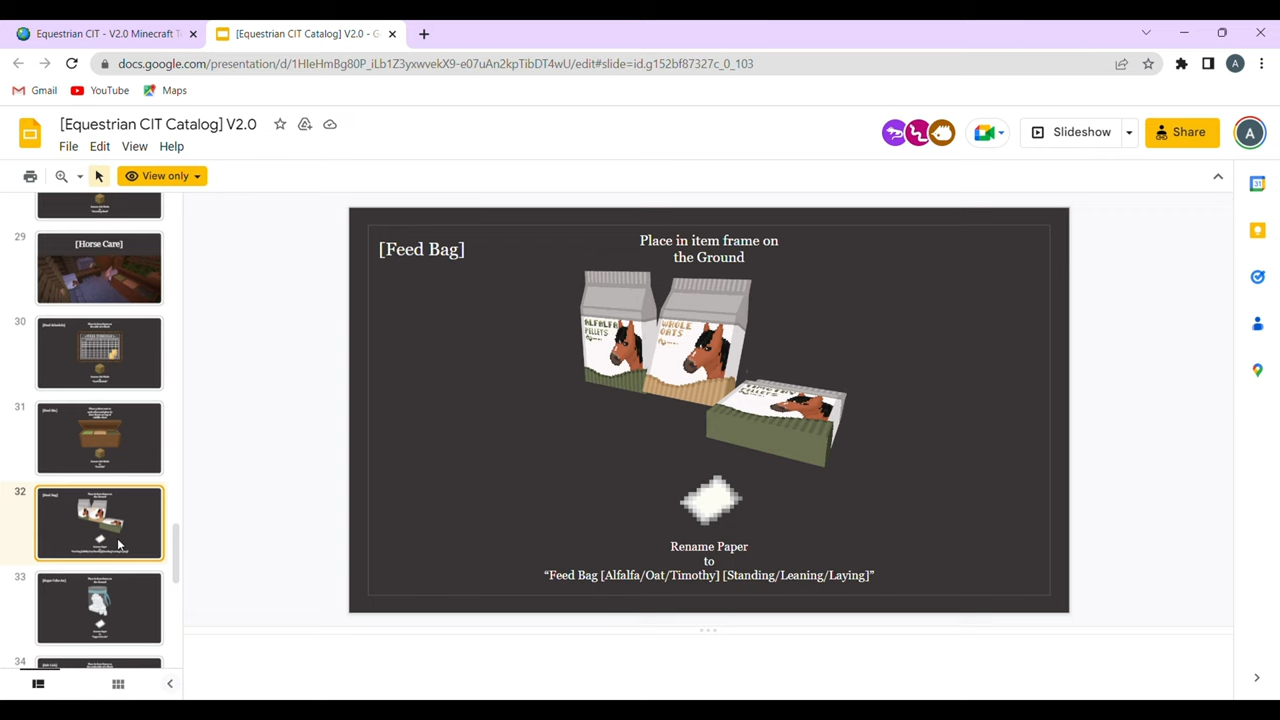 Equestrian CIT - V2.0 Minecraft T
[Equestrian CIT Catalog] V2.0 - G
docs.google.com/presentation/d/1HIeHmBg80P_iLb1Z3yxwvekX9-e07uAn2kpTibDT4wU/edit#slide=id.g152bf87327c_0_103
A
Gmail
YouTube
Maps
[Equestrian CIT Catalog] V2.0
File Edit View Help
Slideshow
Share
A
View only
31
29
[Horse Care]
30
31
32
33
34
[Feed Bag]
Place in item frame on
the Ground
ALFALFA
PELLETS
WHOLE
OATS
PELLETS
Rename Paper
to
“Feed Bag [Alfalfa/Oat/Timothy] [Standing/Leaning/Laying]”